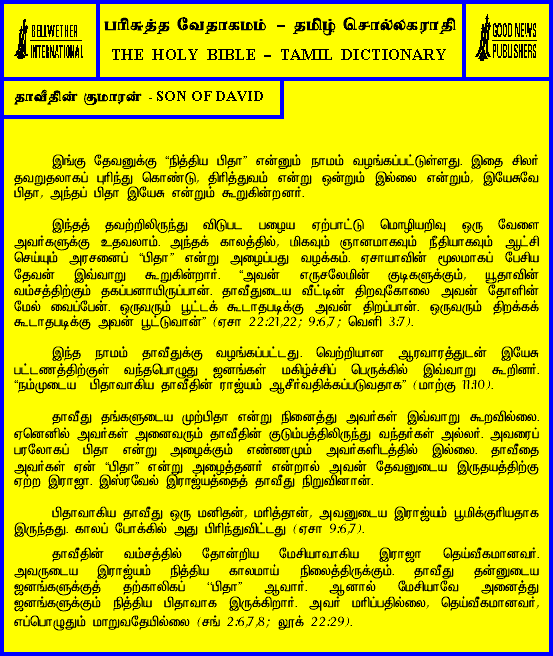 BELLWETHER
INTERNATIONAL
பரிசுத்த வேதாகமம் – தமிழ் சொல்லகராதி
THE HOLY BIBLE – TAMIL DICTIONARY
GOOD NEWS
PUBLISHERS
தாவீதின் குமாரன் - SON OF DAVID
இங்கு தேவனுக்கு “நித்திய பிதா” என்னும் நாமம் வழங்கப்பட்டுள்ளது. இதை சிலர்
தவறுதலாகப் புரிந்து கொண்டு, திரித்துவம் என்று ஒன்றும் இல்லை என்றும், இயேசுவே
பிதா, அந்தப் பிதா இயேசு என்றும் கூறுகின்றனர்.
இந்தத் தவற்றிலிருந்து விடுபட பழைய ஏற்பாட்டு மொழியறிவு ஒரு வேளை
அவர்களுக்கு உதவலாம். அந்தக் காலத்தில், மிகவும் ஞானமாகவும் நீதியாகவும் ஆட்சி
செய்யும் அரசனைப் “பிதா” என்று அழைப்பது வழக்கம். ஏசாயாவின் மூலமாகப் பேசிய
தேவன் இவ்வாறு கூறுகின்றார். “அவன் எருசலேமின் குடிகளுக்கும், யூதாவின்
வம்சத்திற்கும் தகப்பனாயிருப்பான். தாவீதுடைய வீட்டின் திறவுகோலை அவன் தோளின்
மேல் வைப்பேன். ஒருவரும் பூட்டக் கூடாதபடிக்கு அவன் திறப்பான். ஒருவரும் திறக்கக்
கூடாதபடிக்கு அவன் பூட்டுவான்” (ஏசா 22:21,22; 9:6,7; வெளி 3:7).
இந்த நாமம் தாவீதுக்கு வழங்கப்பட்டது. வெற்றியான ஆரவாரத்துடன் இயேசு
பட்டணத்திற்குள் வந்தபொழுது ஜனங்கள் மகிழ்ச்சிப் பெருக்கில் இவ்வாறு கூறினர்.
“நம்முடைய பிதாவாகிய தாவீதின் ராஜ்யம் ஆசீர்வதிக்கப்படுவதாக” (மாற்கு 11:10).
தாவீது தங்களுடைய முற்பிதா என்று நினைத்து அவர்கள் இவ்வாறு கூறவில்லை.
ஏனெனில் அவர்கள் அனைவரும் தாவீதின் குடும்பத்திலிருந்து வந்தர்கள் அல்லர். அவரைப்
பரலோகப் பிதா என்று அழைக்கும் எண்ணமும் அவர்களிடத்தில் இல்லை. தாவீதை
அவர்கள் ஏன் “பிதா” என்று அழைத்தனர் என்றால் அவன் தேவனுடைய இருதயத்திற்கு
ஏற்ற இராஜா. இஸ்ரவேல் இராஜ்யத்தைத் தாவீது நிறுவினான்.
பிதாவாகிய தாவீது ஒரு மனிதன், மரித்தான், அவனுடைய இராஜ்யம் பூமிக்குரியதாக
இருந்தது. காலப் போக்கில் அது பிரிந்துவிட்டது (ஏசா 9:6,7).
தாவீதின் வம்சத்தில் தோன்றிய மேசியாவாகிய இராஜா தெய்வீகமானவர்.
அவருடைய இராஜ்யம் நித்திய காலமாய் நிலைத்திருக்கும். தாவீது தன்னுடைய
ஜனங்களுக்குத் தற்காலிகப் “பிதா” ஆவார். ஆனால் மேசியாவே அனைத்து
ஜனங்களுக்கும் நித்திய பிதாவாக இருக்கிறார். அவர் மரிப்பதில்லை, தெய்வீகமானவர்,
எப்பொழுதும் மாறுவதேயில்லை (சங் 2:6,7,8; லூக் 22:29).